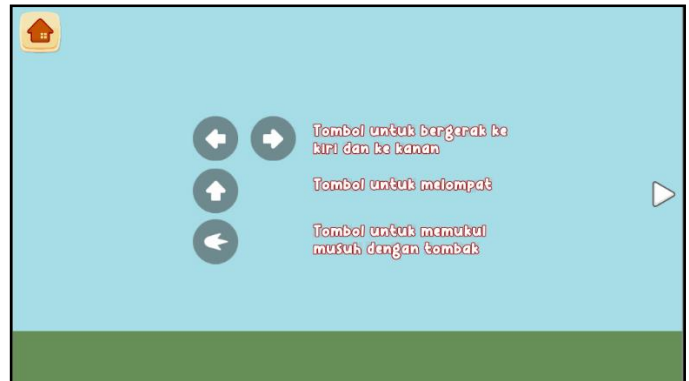 Tombol untuk bergerak ke
kiri dan ke kanan
Tombol untuk melompat
Tombol untuk memukul
musuh dengan tombak